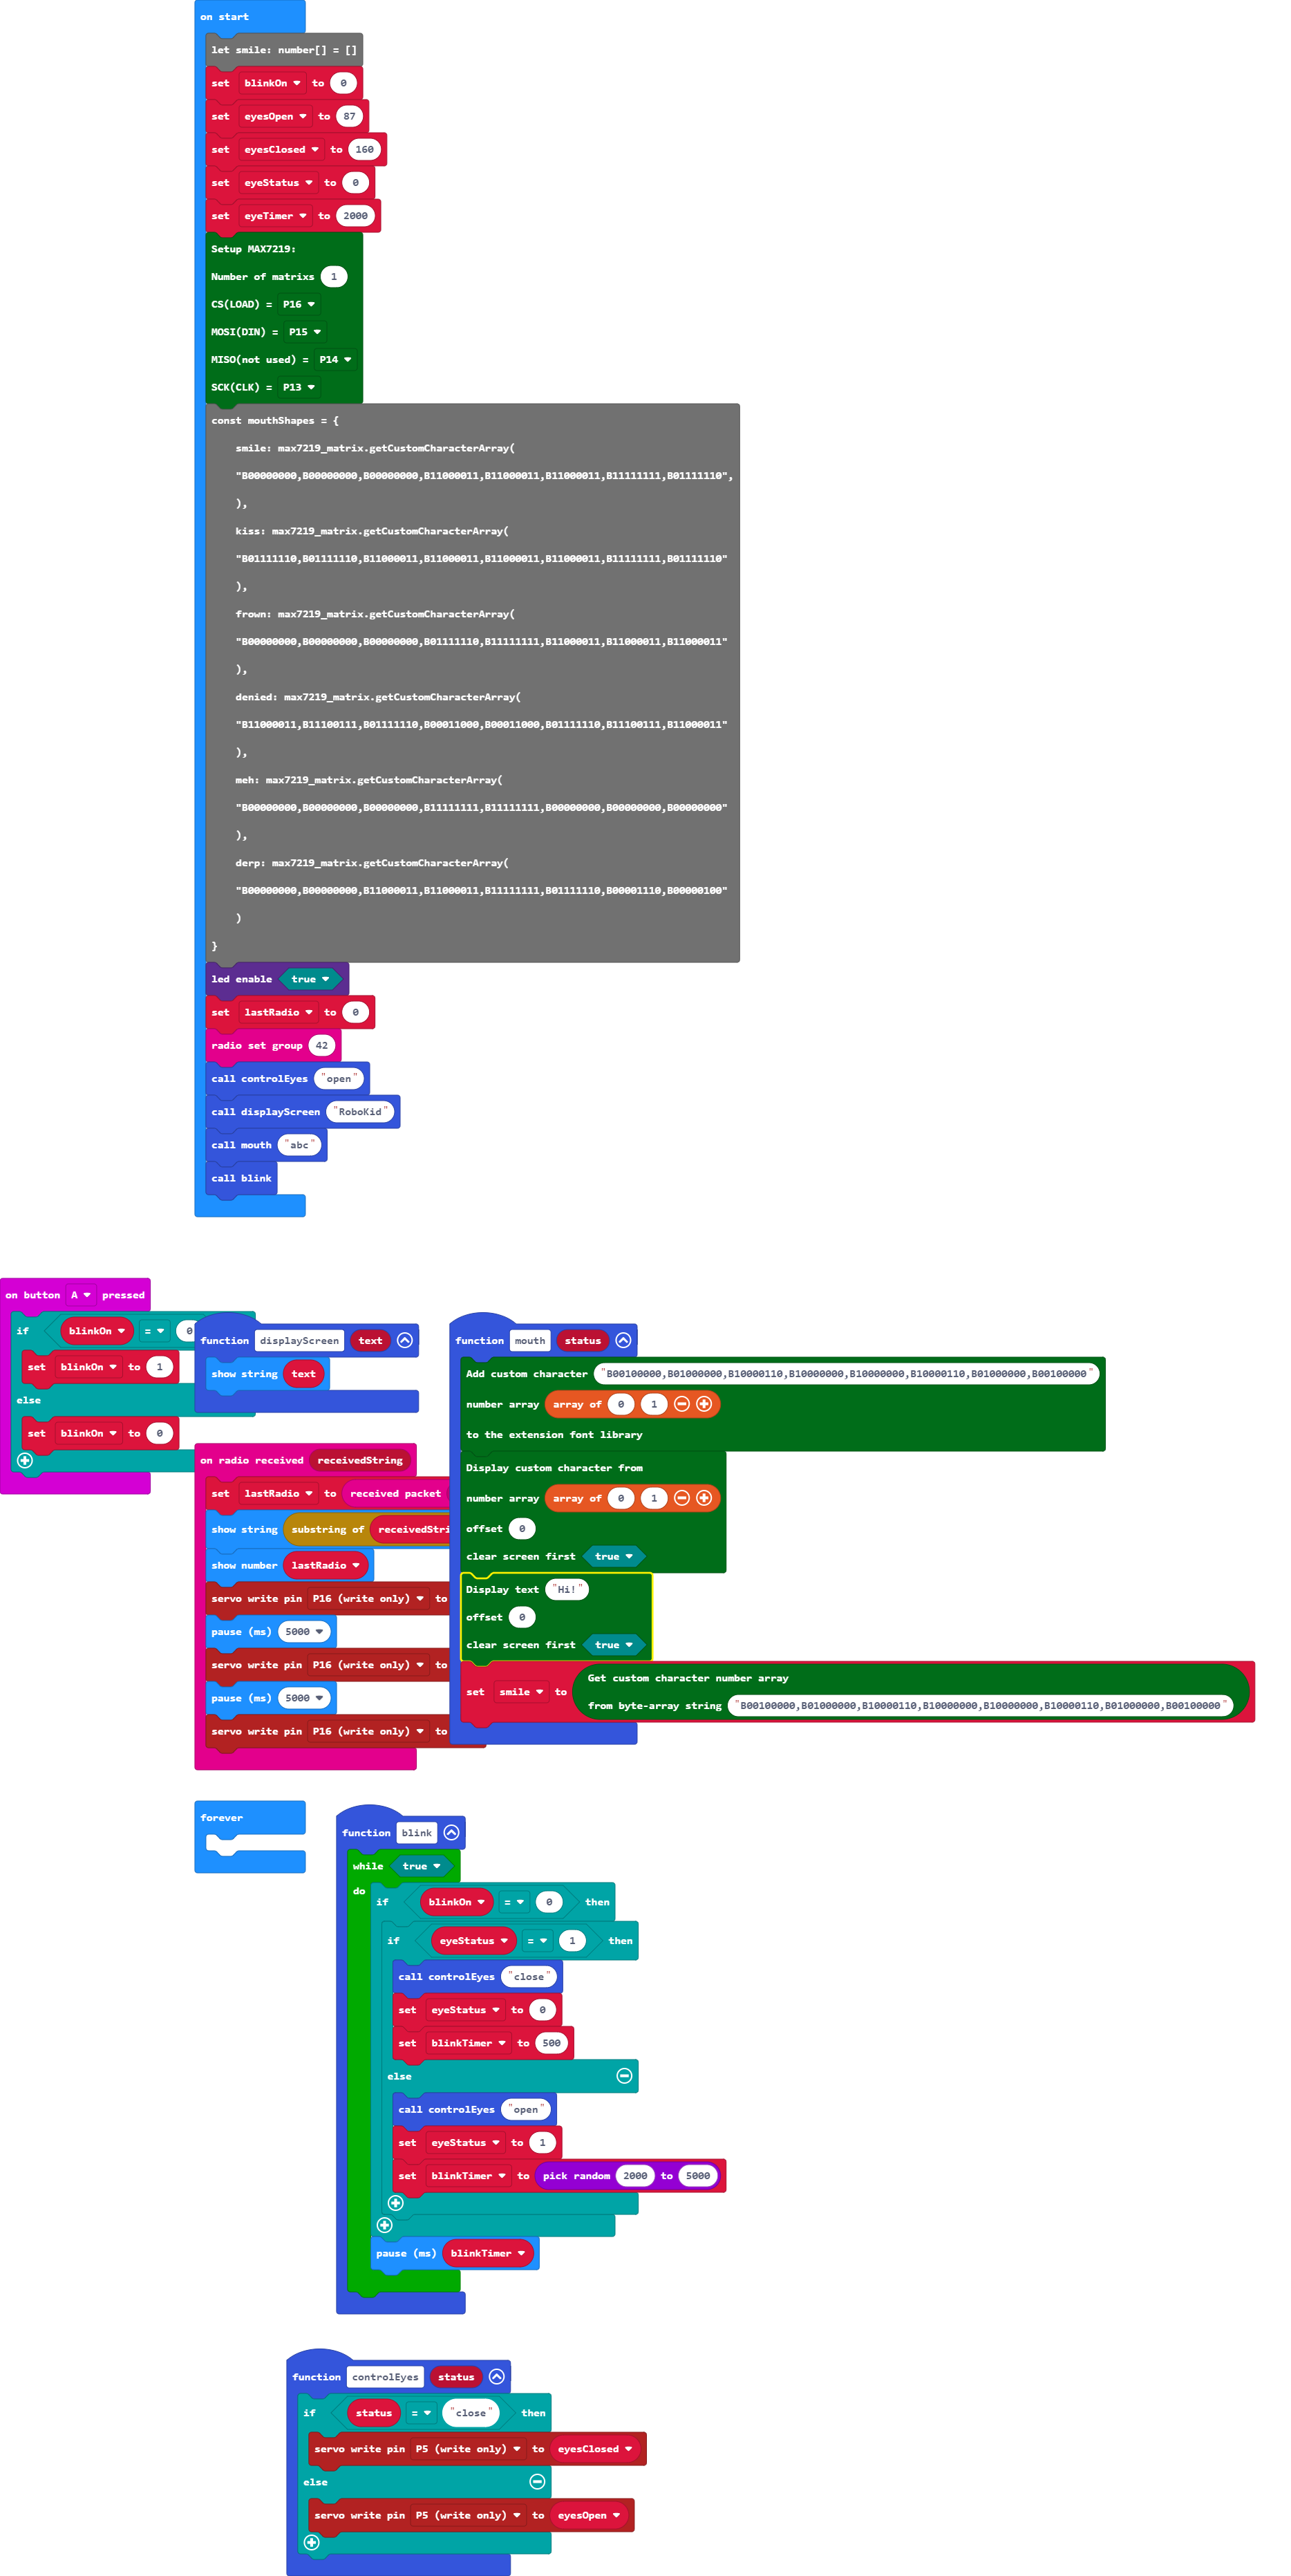 on start
let smile: number[] = []
set blinkOn to 0
set eyesOpen to 87
set eyesClosed to 160
set eyeStatus to 0
set eyeTimer to 2000
Setup MAX7219:
Number of matrixs 1
CS(LOAD) = P16
MOSI(DIN) = P15
MISO(not used) = P14
SCK(CLK) = P13
const mouthShapes = {
smile: max7219_matrix.getCustomCharacterArray(
"B00000000,B00000000,B00000000,B11000011,B11000011,B11000011,B11111111,B01111110",
),
kiss: max7219_matrix.getCustomCharacterArray(
"B01111110,B01111110,B11000011,B11000011,B11000011,B11000011,B11111111,B01111110"
),
frown: max7219_matrix.getCustomCharacterArray(
"B00000000,B00000000,B00000000,B01111110,B11111111,B11000011,B11000011,B11000011"
),
denied: max7219_matrix.getCustomCharacterArray(
"B11000011,B11100111,B01111110,B00011000,B00011000,B01111110,B11100111,B11000011"
),
meh: max7219_matrix.getCustomCharacterArray(
"B00000000,B00000000,B00000000,B11111111,B11111111,B00000000,B00000000,B00000000"
),
derp: max7219_matrix.getCustomCharacterArray(
"B00000000,B00000000,B11000011,B11000011,B11111111,B01111110,B00001110,B00000100"
)
}
led enable true
set lastRadio to 0
radio set group 42
call controlEyes "open"
call displayScreen "RoboKid"
call mouth "abc"
call blink
on button A pressed
if blinkOn = 0
set blinkOn to 1
else
set blinkOn to 0
function displayScreen text
show string text
on radio received receivedString
set lastRadio to received packet
show string substring of receivedStri
show number lastRadio
servo write pin P16 (write only) to
pause (ms) 5000
servo write pin P16 (write only) to
pause (ms) 5000
servo write pin P16 (write only) to
function mouth status
Add custom character "B00100000,B01000000,B10000110,B10000000,B10000000,B10000110,B01000000,B00100000"
number array array of 0 1
to the extension font library
Display custom character from
number array array of 0 1
offset 0
clear screen first true
Display text "Hi!"
offset 0
clear screen first true
set smile to Get custom character number array
from byte-array string "B00100000,B01000000,B10000110,B10000000,B10000000,B10000110,B01000000,B00100000"
forever
function blink
while true
do
if blinkOn = 0 then
if eyeStatus = 1 then
call controlEyes "close"
set eyeStatus to 0
set blinkTimer to 500
else
call controlEyes "open"
set eyeStatus to 1
set blinkTimer to pick random 2000 to 5000
pause (ms) blinkTimer
function controlEyes status
if status = "close" then
servo write pin P5 (write only) to eyesClosed
else
servo write pin P5 (write only) to eyesOpen